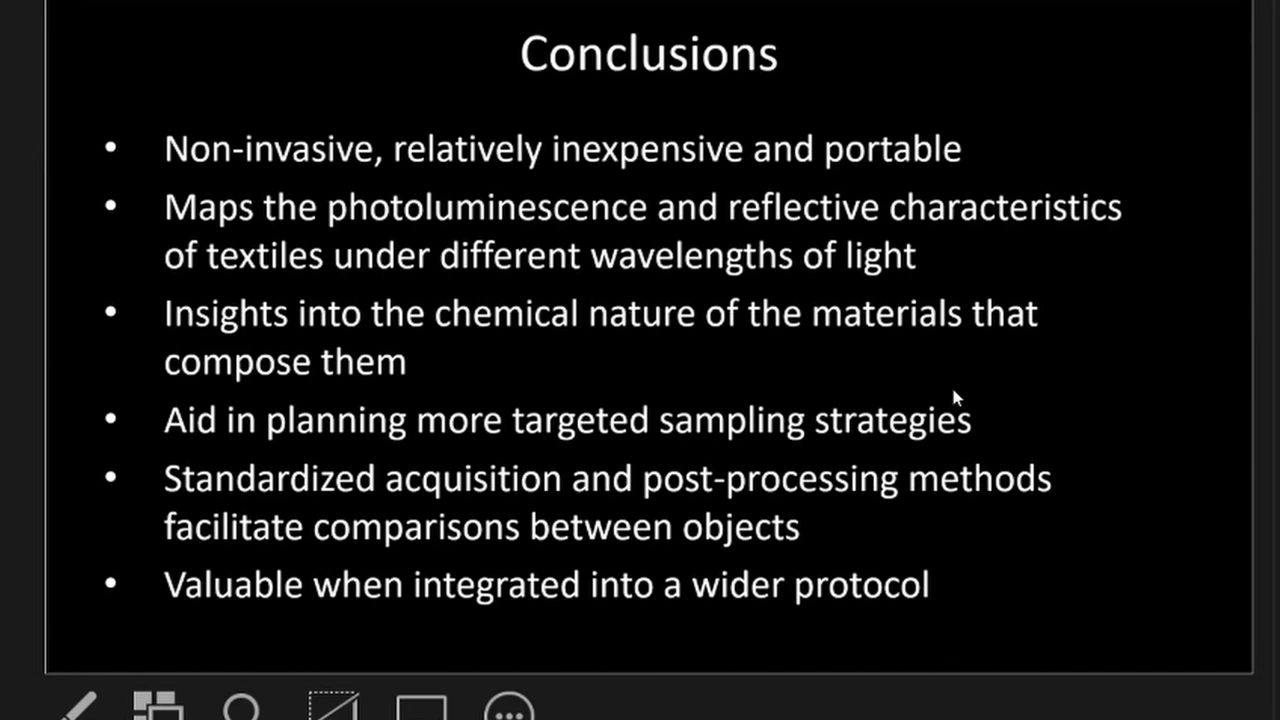 Conclusions
• Non-invasive, relatively inexpensive and portable
• Maps the photoluminescence and reflective characteristics
of textiles under different wavelengths of light
• Insights into the chemical nature of the materials that
compose them
• Aid in planning more targeted sampling strategies
• Standardized acquisition and post-processing methods
facilitate comparisons between objects
• Valuable when integrated into a wider protocol